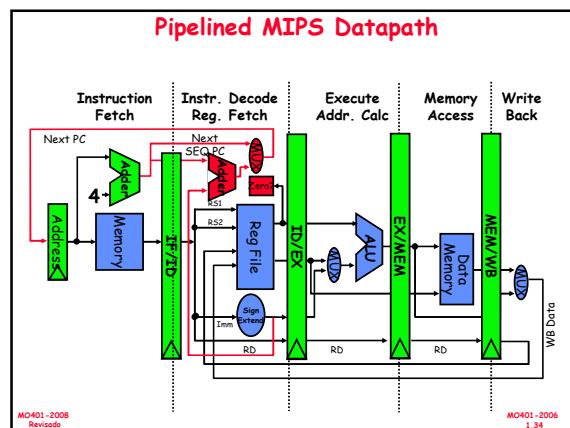 Pipelined MIPS Datapath
Instruction
Fetch
Instr. Decode
Reg. Fetch
Execute
Addr. Calc
Memory
Access
Write
Back
Next PC
Next
SEQ PC
Adder
Adder
MUX
4
Zero?
RS1
RS2
Address
Memory
IF/ID
Reg File
ID/EX
MUX
ALU
EX/MEM
Data
Memory
MEM/WB
MUX
WB Data
Sign
Extend
Imm
RD
RD
RD
MO401-2008
Revisado
MO401-2006
1.34